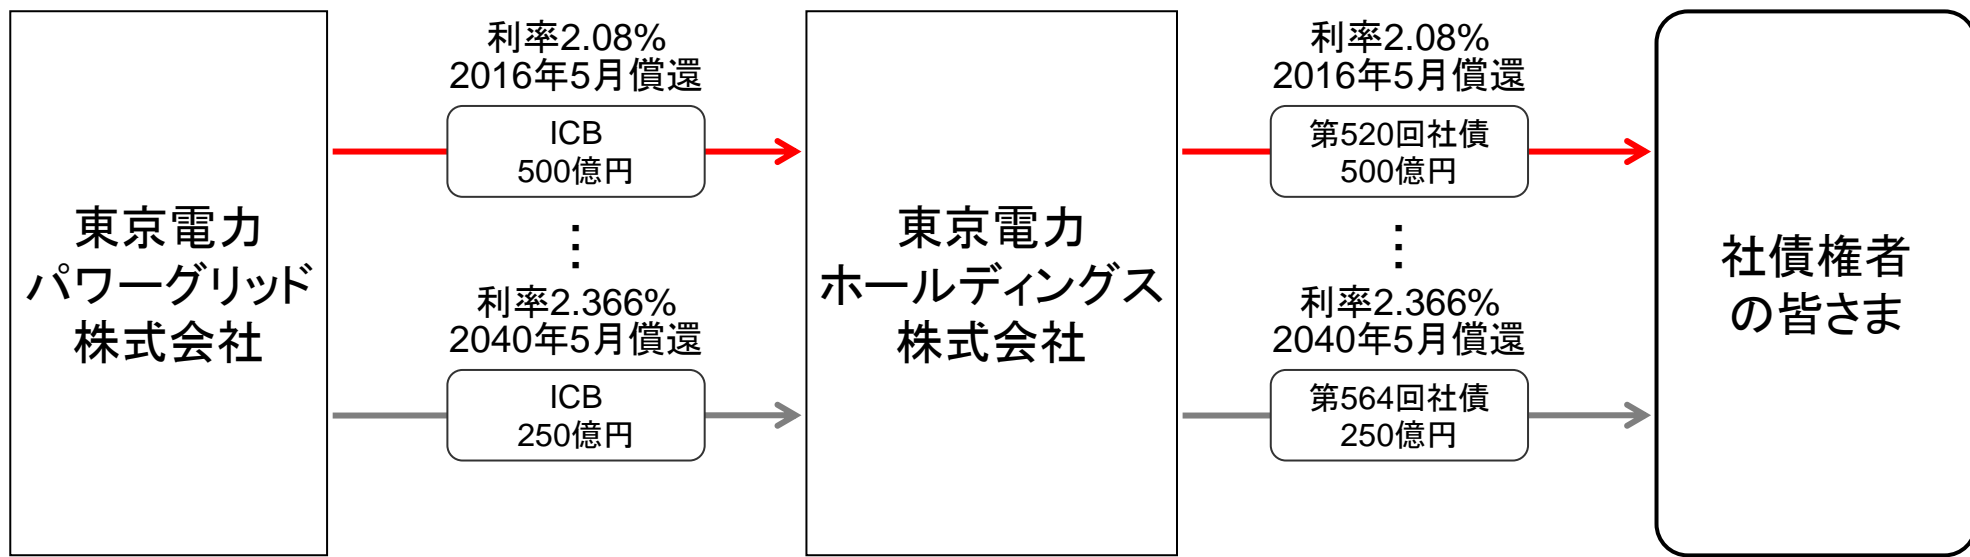 東京電力
パワーグリッド
株式会社
利率2.08%
2016年5月償還
ICB
500億円
⋮
利率2.366%
2040年5月償還
ICB
250億円
東京電力
ホールディングス
株式会社
利率2.08%
2016年5月償還
第520回社債
500億円
⋮
利率2.366%
2040年5月償還
第564回社債
250億円
社債権者
の皆さま